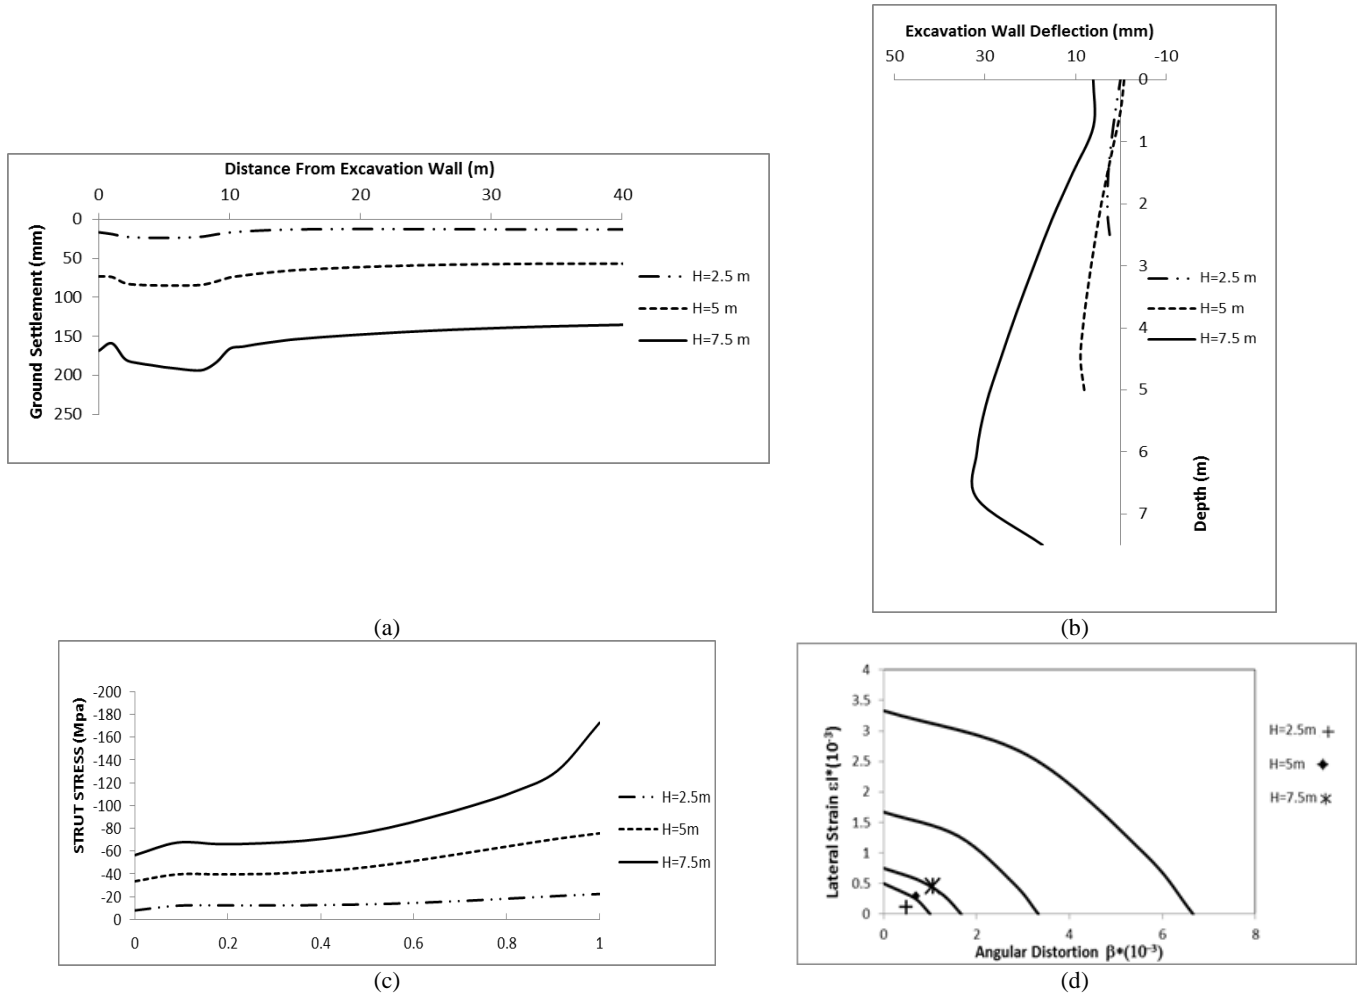 Distance From Excavation Wall (m)
0 10 20 30 40
Ground Settlement (mm)
0
50
100
150
200
250
H=2.5 m
H=5 m
H=7.5 m
(a)
Excavation Wall Deflection (mm)
50 30 10 -10
0
1
2
3
4
5
6
7
Depth (m)
H=2.5 m
H=5 m
H=7.5 m
(b)
STRUT STRESS (Mpa)
-200
-180
-160
-140
-120
-100
-80
-60
-40
-20
0
0 0.2 0.4 0.6 0.8 1
H=2.5m
H=5m
H=7.5m
(c)
Lateral Strain εl*(10⁻³)
4
3.5
3
2.5
2
1.5
1
0.5
0
0 2 4 6 8
Angular Distortion β*(10⁻³)
H=2.5m
H=5m
H=7.5m
(d)